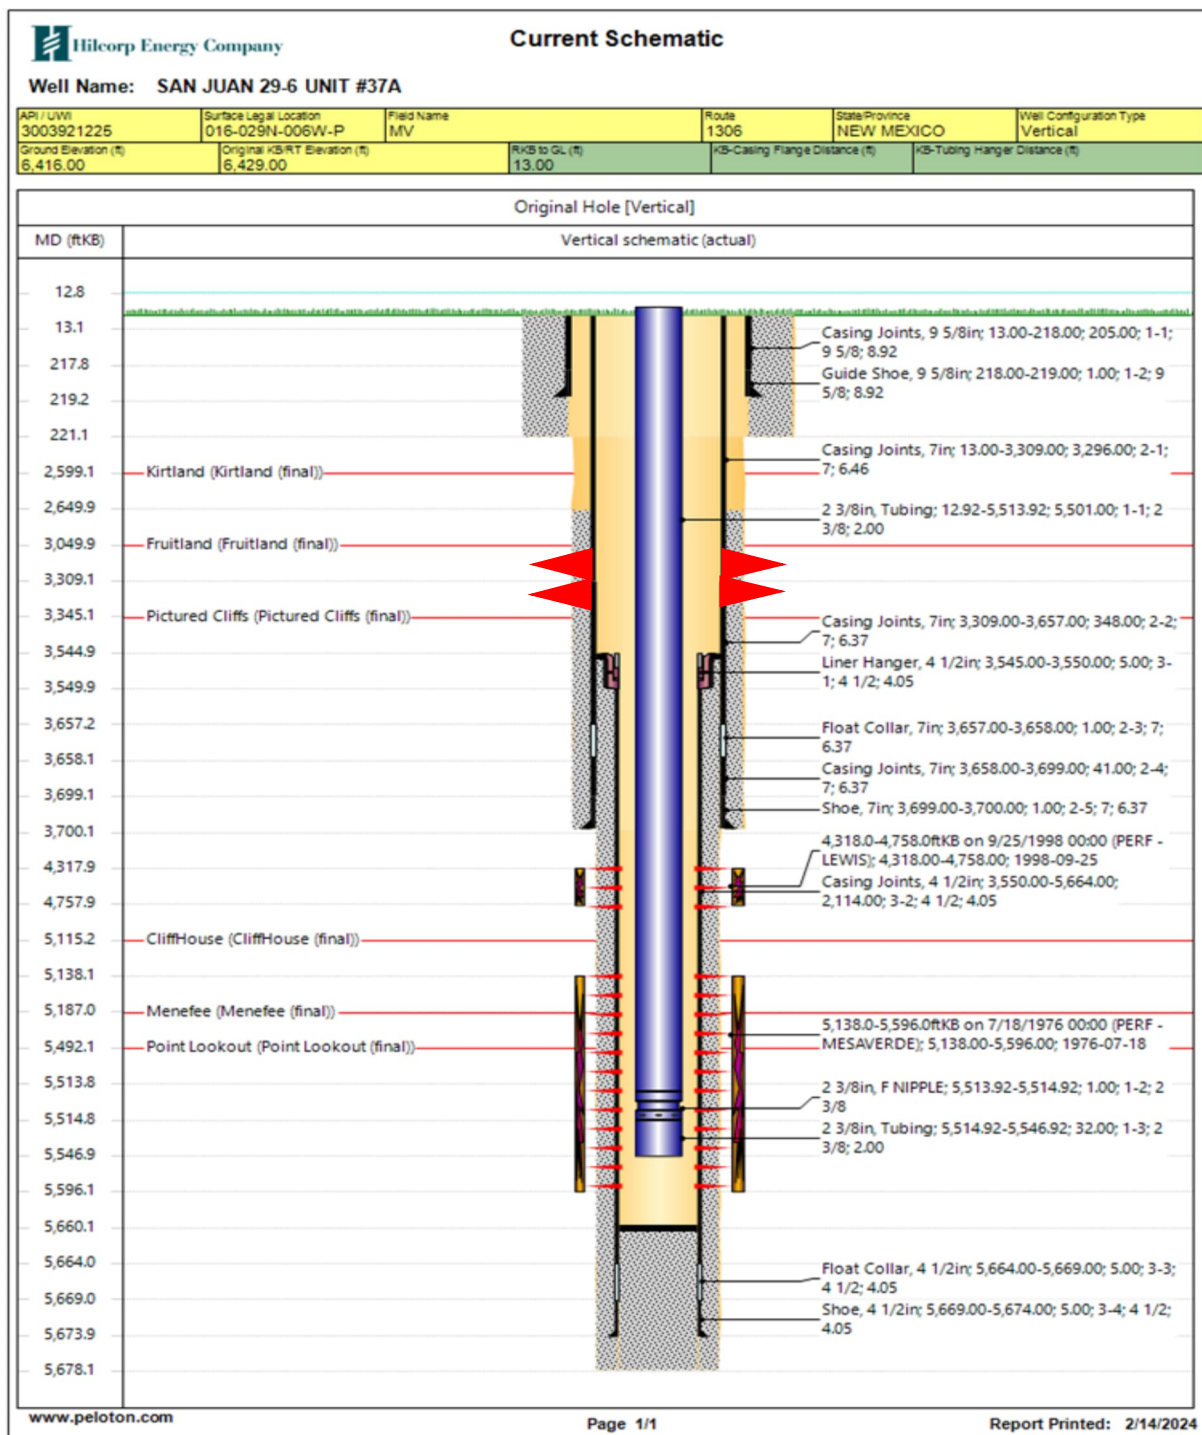 Hilcorp Energy Company
Current Schematic
Well Name: SAN JUAN 29-6 UNIT #37A
API / UWI
3003921225
Surface Legal Location
016-029N-006W-P
Field Name
MV
Route
1306
State/Province
NEW MEXICO
Well Configuration Type
Vertical
Ground Elevation (ft)
6,416.00
Original KB/RT Elevation (ft)
6,429.00
RKB to GL (ft)
13.00
KB-Casing Flange Distance (ft)
KB-Tubing Hanger Distance (ft)
Original Hole [Vertical]
MD (ftKB)
Vertical schematic (actual)
12.8
13.1
217.8
219.2
221.1
2,599.1
2,649.9
3,049.9
3,309.1
3,345.1
3,544.9
3,549.9
3,657.2
3,658.1
3,699.1
3,700.1
4,317.9
4,757.9
5,115.2
5,138.1
5,187.0
5,492.1
5,513.8
5,514.8
5,546.9
5,596.1
5,660.1
5,664.0
5,669.0
5,673.9
5,678.1
Kirtland (Kirtland (final))
Fruitland (Fruitland (final))
Pictured Cliffs (Pictured Cliffs (final))
CliffHouse (CliffHouse (final))
Menefee (Menefee (final))
Point Lookout (Point Lookout (final))
Casing Joints, 9 5/8in; 13.00-218.00; 205.00; 1-1;
9 5/8; 8.92
Guide Shoe, 9 5/8in; 218.00-219.00; 1.00; 1-2; 9
5/8; 8.92
Casing Joints, 7in; 13.00-3,309.00; 3,296.00; 2-1;
7; 6.46
2 3/8in, Tubing; 12.92-5,513.92; 5,501.00; 1-1; 2
3/8; 2.00
Casing Joints, 7in; 3,309.00-3,657.00; 348.00; 2-2;
7; 6.37
Liner Hanger, 4 1/2in; 3,545.00-3,550.00; 5.00; 3-
1; 4 1/2; 4.05
Float Collar, 7in; 3,657.00-3,658.00; 1.00; 2-3; 7;
6.37
Casing Joints, 7in; 3,658.00-3,699.00; 41.00; 2-4;
7; 6.37
Shoe, 7in; 3,699.00-3,700.00; 1.00; 2-5; 7; 6.37
4,318.0-4,758.0ftKB on 9/25/1998 00:00 (PERF -
LEWIS); 4,318.00-4,758.00; 1998-09-25
Casing Joints, 4 1/2in; 3,550.00-5,664.00;
2,114.00; 3-2; 4 1/2; 4.05
5,138.0-5,596.0ftKB on 7/18/1976 00:00 (PERF -
MESAVERDE); 5,138.00-5,596.00; 1976-07-18
2 3/8in, F NIPPLE; 5,513.92-5,514.92; 1.00; 1-2; 2
3/8
2 3/8in, Tubing; 5,514.92-5,546.92; 32.00; 1-3; 2
3/8; 2.00
Float Collar, 4 1/2in; 5,664.00-5,669.00; 5.00; 3-3;
4 1/2; 4.05
Shoe, 4 1/2in; 5,669.00-5,674.00; 5.00; 3-4; 4 1/2;
4.05
www.peloton.com
Page 1/1
Report Printed: 2/14/2024